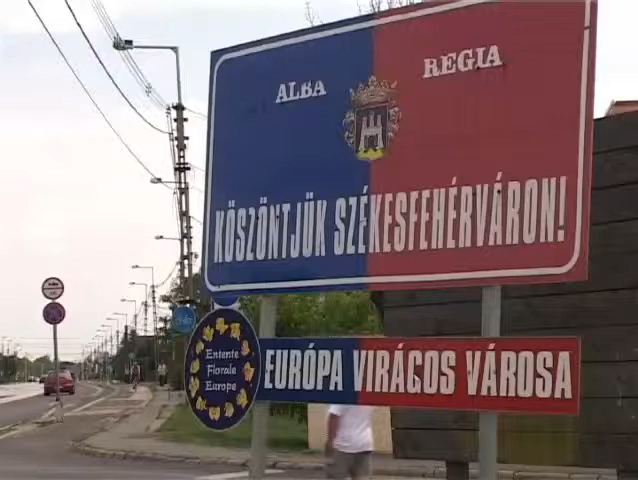 ALBA REGIA
KÖSZÖNTJÜK SZÉKESFEHÉRVÁRON!
Entente
Florale
Europe
EURÓPA VIRÁGOS VÁROSA